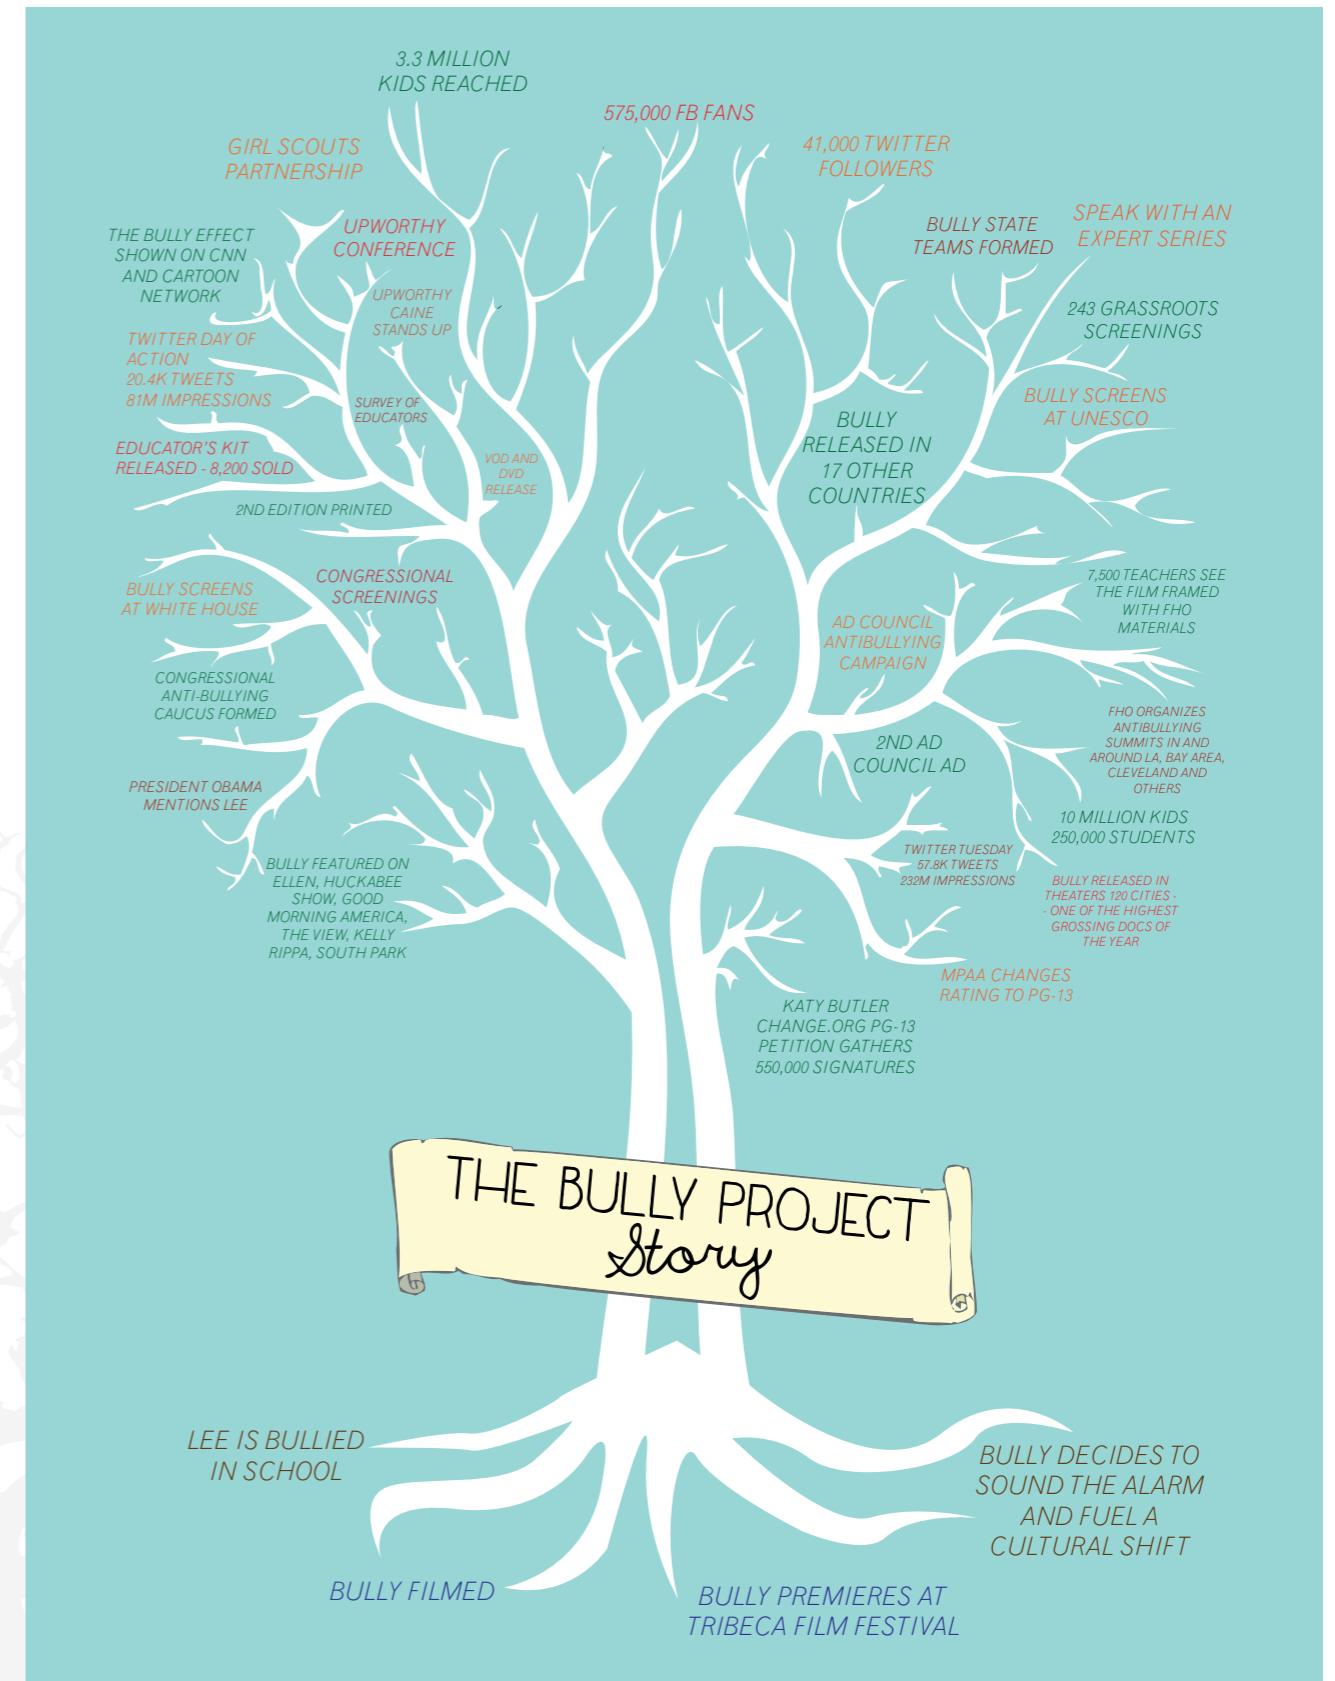 3.3 MILLION
KIDS REACHED
575,000 FB FANS
GIRL SCOUTS
PARTNERSHIP
41,000 TWITTER
FOLLOWERS
UPWORTHY
CONFERENCE
BULLY STATE
TEAMS FORMED
SPEAK WITH AN
EXPERT SERIES
THE BULLY EFFECT
SHOWN ON CNN
AND CARTOON
NETWORK
UPWORTHY
CAINE
STANDS UP
243 GRASSROOTS
SCREENINGS
TWITTER DAY OF
ACTION
20.4K TWEETS
81M IMPRESSIONS
SURVEY OF
EDUCATORS
BULLY SCREENS
AT UNESCO
BULLY
RELEASED IN
17 OTHER
COUNTRIES
EDUCATOR'S KIT
RELEASED - 8,200 SOLD
VOD AND
DVD
RELEASE
2ND EDITION PRINTED
BULLY SCREENS
AT WHITE HOUSE
CONGRESSIONAL
SCREENINGS
7,500 TEACHERS SEE
THE FILM FRAMED
WITH FHO
MATERIALS
AD COUNCIL
ANTIBULLYING
CAMPAIGN
CONGRESSIONAL
ANTI-BULLYING
CAUCUS FORMED
FHO ORGANIZES
ANTIBULLYING
SUMMITS IN AND
AROUND LA, BAY AREA,
CLEVELAND AND
OTHERS
2ND AD
COUNCIL AD
PRESIDENT OBAMA
MENTIONS LEE
10 MILLION KIDS
250,000 STUDENTS
TWITTER TUESDAY
57.8K TWEETS
232M IMPRESSIONS
BULLY FEATURED ON
ELLEN, HUCKABEE
SHOW, GOOD
MORNING AMERICA,
THE VIEW, KELLY
RIPPA, SOUTH PARK
BULLY RELEASED IN
THEATERS 120 CITIES -
- ONE OF THE HIGHEST
GROSSING DOCS OF
THE YEAR
MPAA CHANGES
RATING TO PG-13
KATY BUTLER
CHANGE.ORG PG-13
PETITION GATHERS
550,000 SIGNATURES
THE BULLY PROJECT
Story
LEE IS BULLIED
IN SCHOOL
BULLY DECIDES TO
SOUND THE ALARM
AND FUEL A
CULTURAL SHIFT
BULLY FILMED
BULLY PREMIERES AT
TRIBECA FILM FESTIVAL